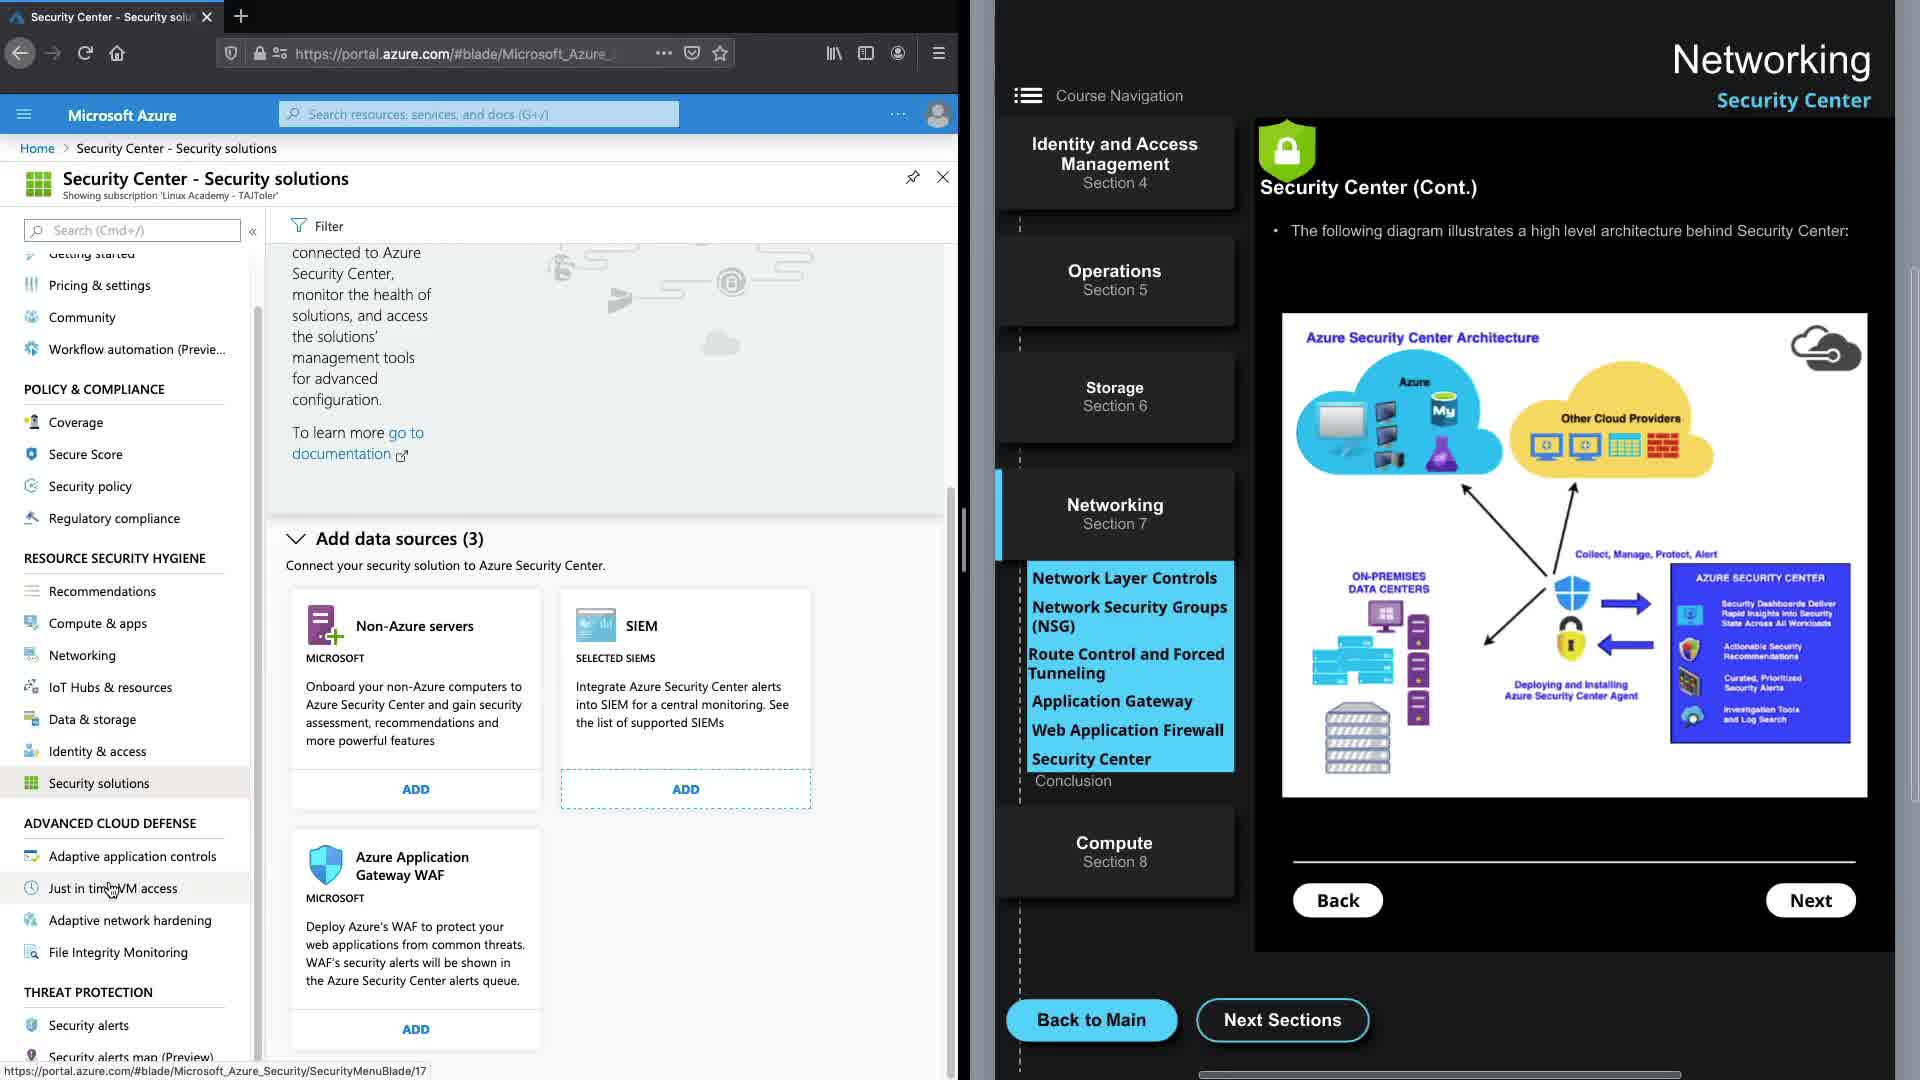 Security Center - Security solu
https://portal.azure.com/#blade/Microsoft_Azure_
Microsoft Azure
Search resources, services, and docs (G+/)
Home > Security Center - Security solutions
Security Center - Security solutions
Showing subscription 'Linux Academy - TAJToler'
Search (Cmd+/)
Getting started
Pricing & settings
Community
Workflow automation (Previe...
POLICY & COMPLIANCE
Coverage
Secure Score
Security policy
Regulatory compliance
RESOURCE SECURITY HYGIENE
Recommendations
Compute & apps
Networking
IoT Hubs & resources
Data & storage
Identity & access
Security solutions
ADVANCED CLOUD DEFENSE
Adaptive application controls
Just in time VM access
Adaptive network hardening
File Integrity Monitoring
THREAT PROTECTION
Security alerts
Security alerts map (Preview)
https://portal.azure.com/#blade/Microsoft_Azure_Security/SecurityMenuBlade/17
Filter
connected to Azure
Security Center,
monitor the health of
solutions, and access
the solutions'
management tools
for advanced
configuration.
To learn more go to
documentation
Add data sources (3)
Connect your security solution to Azure Security Center.
Non-Azure servers
MICROSOFT
Onboard your non-Azure computers to
Azure Security Center and gain security
assessment, recommendations and
more powerful features
ADD
SIEM
SELECTED SIEMS
Integrate Azure Security Center alerts
into SIEM for a central monitoring. See
the list of supported SIEMs
ADD
Azure Application
Gateway WAF
MICROSOFT
Deploy Azure's WAF to protect your
web applications from common threats.
WAF's security alerts will be shown in
the Azure Security Center alerts queue.
ADD
Networking
Security Center
Course Navigation
Identity and Access
Management
Section 4
Operations
Section 5
Storage
Section 6
Networking
Section 7
Network Layer Controls
Network Security Groups
(NSG)
Route Control and Forced
Tunneling
Application Gateway
Web Application Firewall
Security Center
Conclusion
Compute
Section 8
Back to Main
Next Sections
Security Center (Cont.)
• The following diagram illustrates a high level architecture behind Security Center:
Azure Security Center Architecture
Azure
My
Other Cloud Providers
Collect, Manage, Protect, Alert
ON-PREMISES
DATA CENTERS
Deploying and Installing
Azure Security Center Agent
AZURE SECURITY CENTER
Security Dashboards Deliver
Rapid Insights Into Security
State Across All Workloads
Actionable Security
Recommendations
Curated, Prioritized
Security Alerts
Investigation Tools
and Log Search
Back
Next